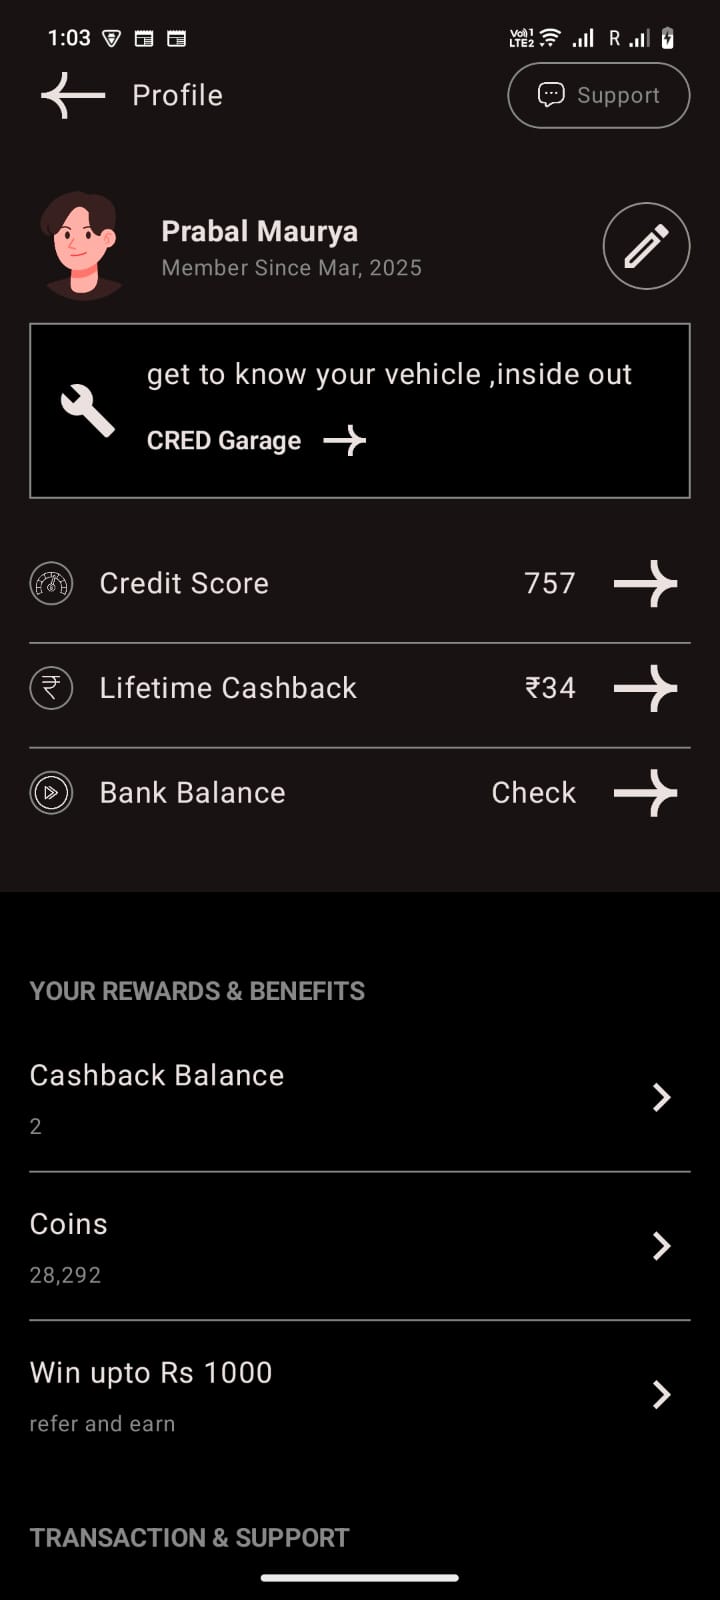 1:03
Vo)) 1
LTE2
R
Profile
Support
Prabal Maurya
Member Since Mar, 2025
get to know your vehicle ,inside out
CRED Garage
Credit Score 757
₹ Lifetime Cashback ₹34
Bank Balance Check
YOUR REWARDS & BENEFITS
Cashback Balance
2
Coins
28,292
Win upto Rs 1000
refer and earn
TRANSACTION & SUPPORT